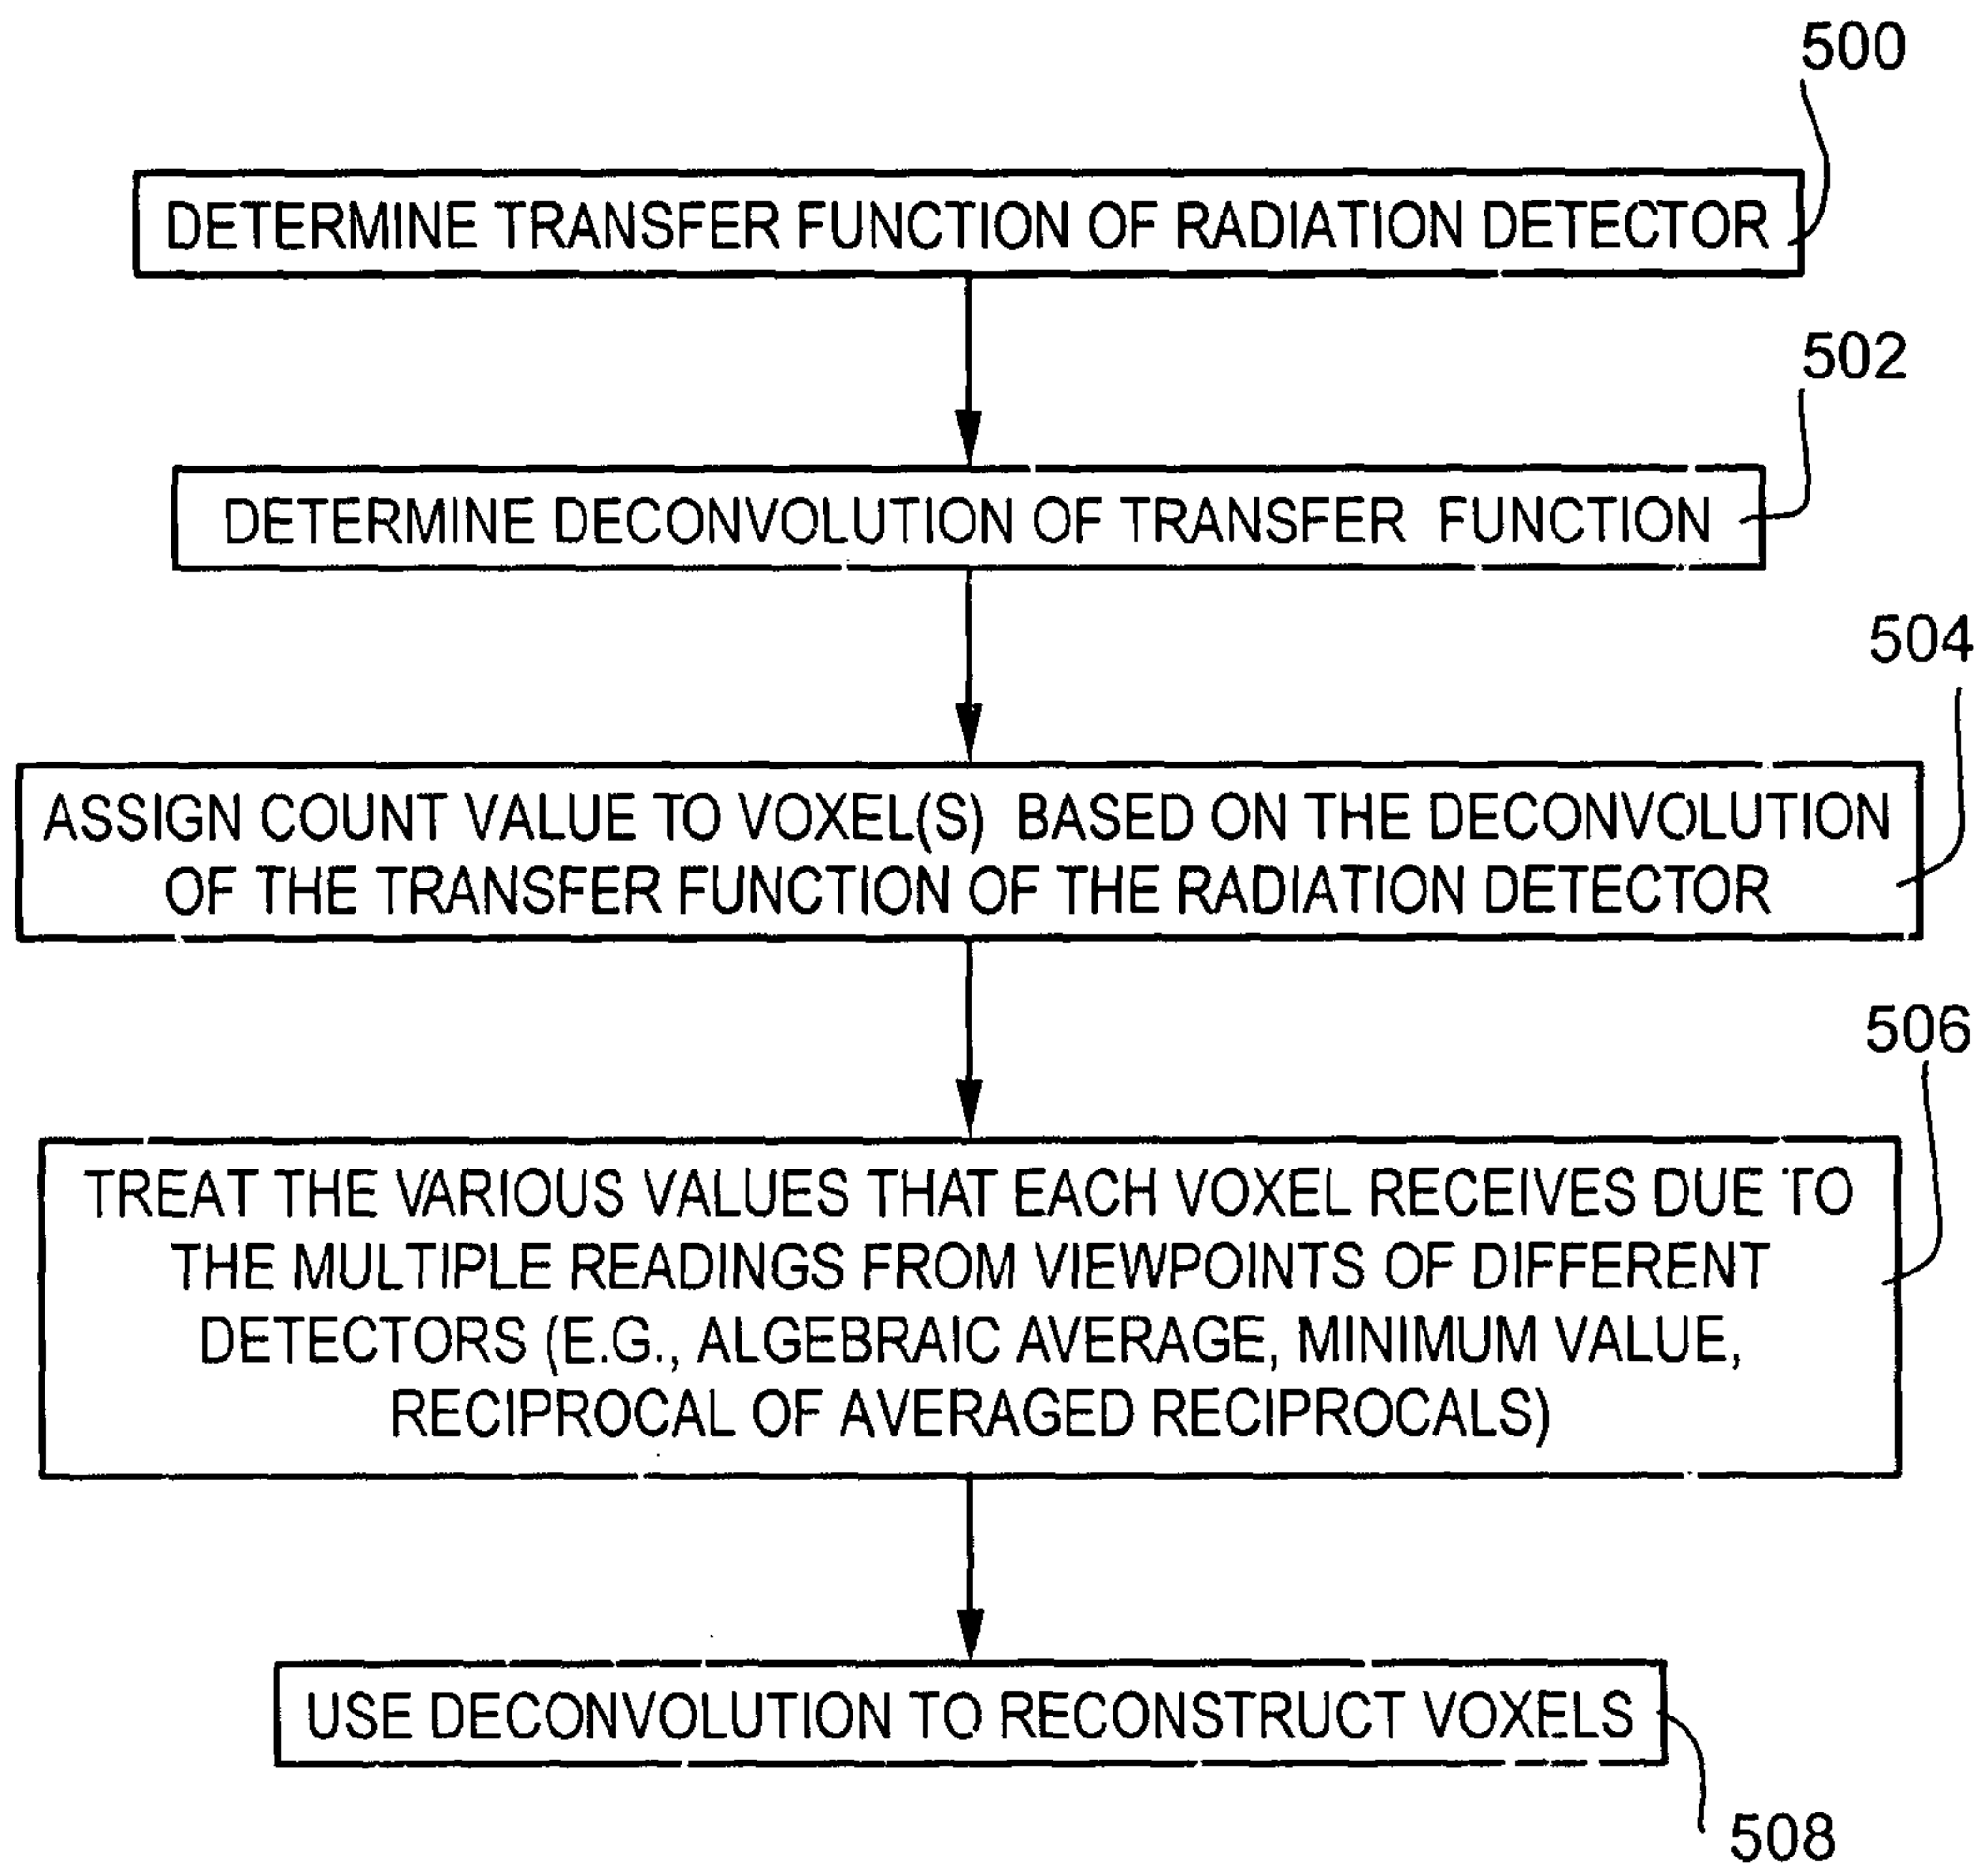 500
DETERMINE TRANSFER FUNCTION OF RADIATION DETECTOR
502
DETERMINE DECONVOLUTION OF TRANSFER FUNCTION
504
ASSIGN COUNT VALUE TO VOXEL(S) BASED ON THE DECONVOLUTION
OF THE TRANSFER FUNCTION OF THE RADIATION DETECTOR
506
TREAT THE VARIOUS VALUES THAT EACH VOXEL RECEIVES DUE TO
THE MULTIPLE READINGS FROM VIEWPOINTS OF DIFFERENT
DETECTORS (E.G., ALGEBRAIC AVERAGE, MINIMUM VALUE,
RECIPROCAL OF AVERAGED RECIPROCALS)
USE DECONVOLUTION TO RECONSTRUCT VOXELS
508